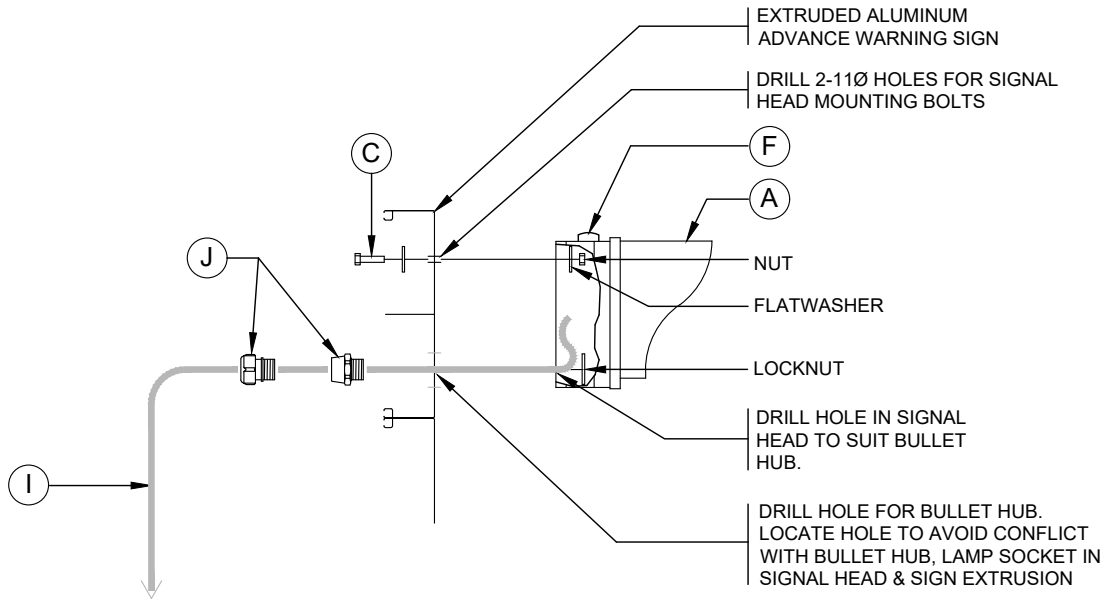 EXTRUDED ALUMINUM
ADVANCE WARNING SIGN
DRILL 2-11Ø HOLES FOR SIGNAL
HEAD MOUNTING BOLTS
C
F
A
J
NUT
FLATWASHER
LOCKNUT
DRILL HOLE IN SIGNAL
HEAD TO SUIT BULLET
HUB.
I
DRILL HOLE FOR BULLET HUB.
LOCATE HOLE TO AVOID CONFLICT
WITH BULLET HUB, LAMP SOCKET IN
SIGNAL HEAD & SIGN EXTRUSION